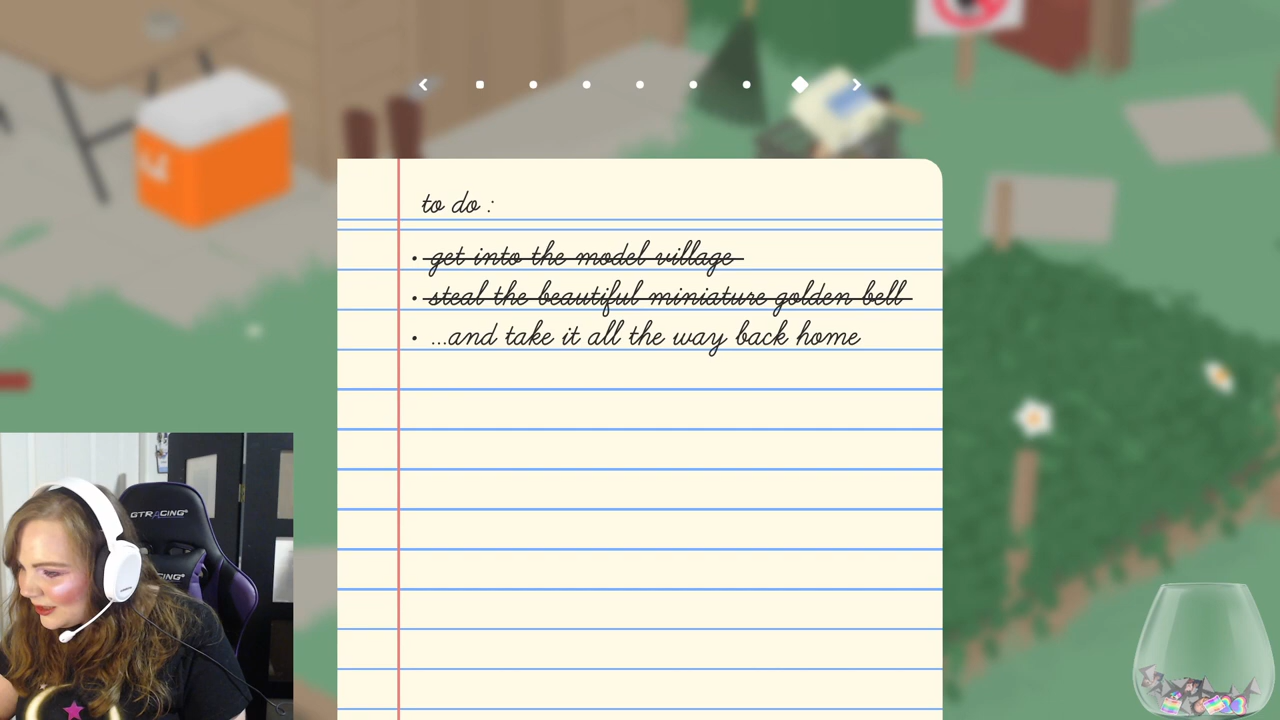 to do :
• get into the model village
• steal the beautiful miniature golden bell
• ...and take it all the way back home
GTRACING